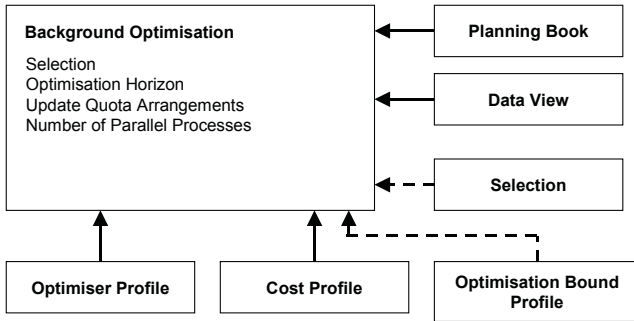 Background Optimisation
Selection
Optimisation Horizon
Update Quota Arrangements
Number of Parallel Processes
Planning Book
Data View
Selection
Optimiser Profile
Cost Profile
Optimisation Bound
Profile